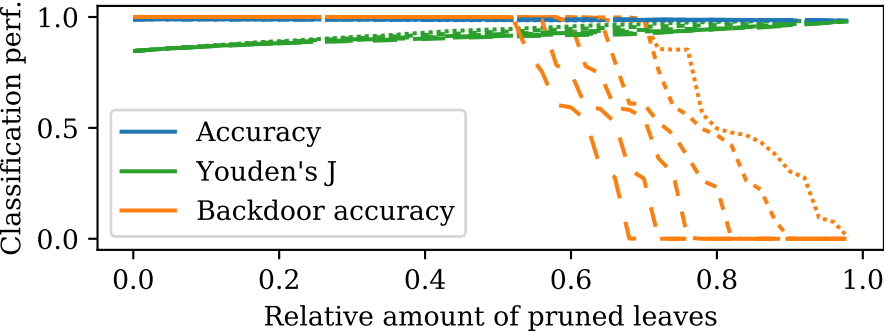 Classification perf.
1.0
0.5
0.0
Accuracy
Youden's J
Backdoor accuracy
0.0 0.2 0.4 0.6 0.8 1.0
Relative amount of pruned leaves